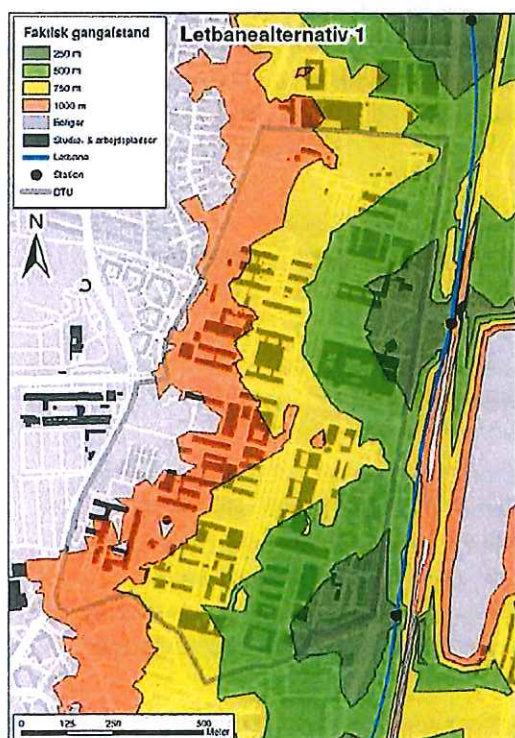 Letbanealternativ 1
Faktisk gangafstand
250 m
500 m
750 m
1000 m
Boliger
Studie- & arbejdspladser
Letbane
Station
DTU
N
0 125 250 500
Meter